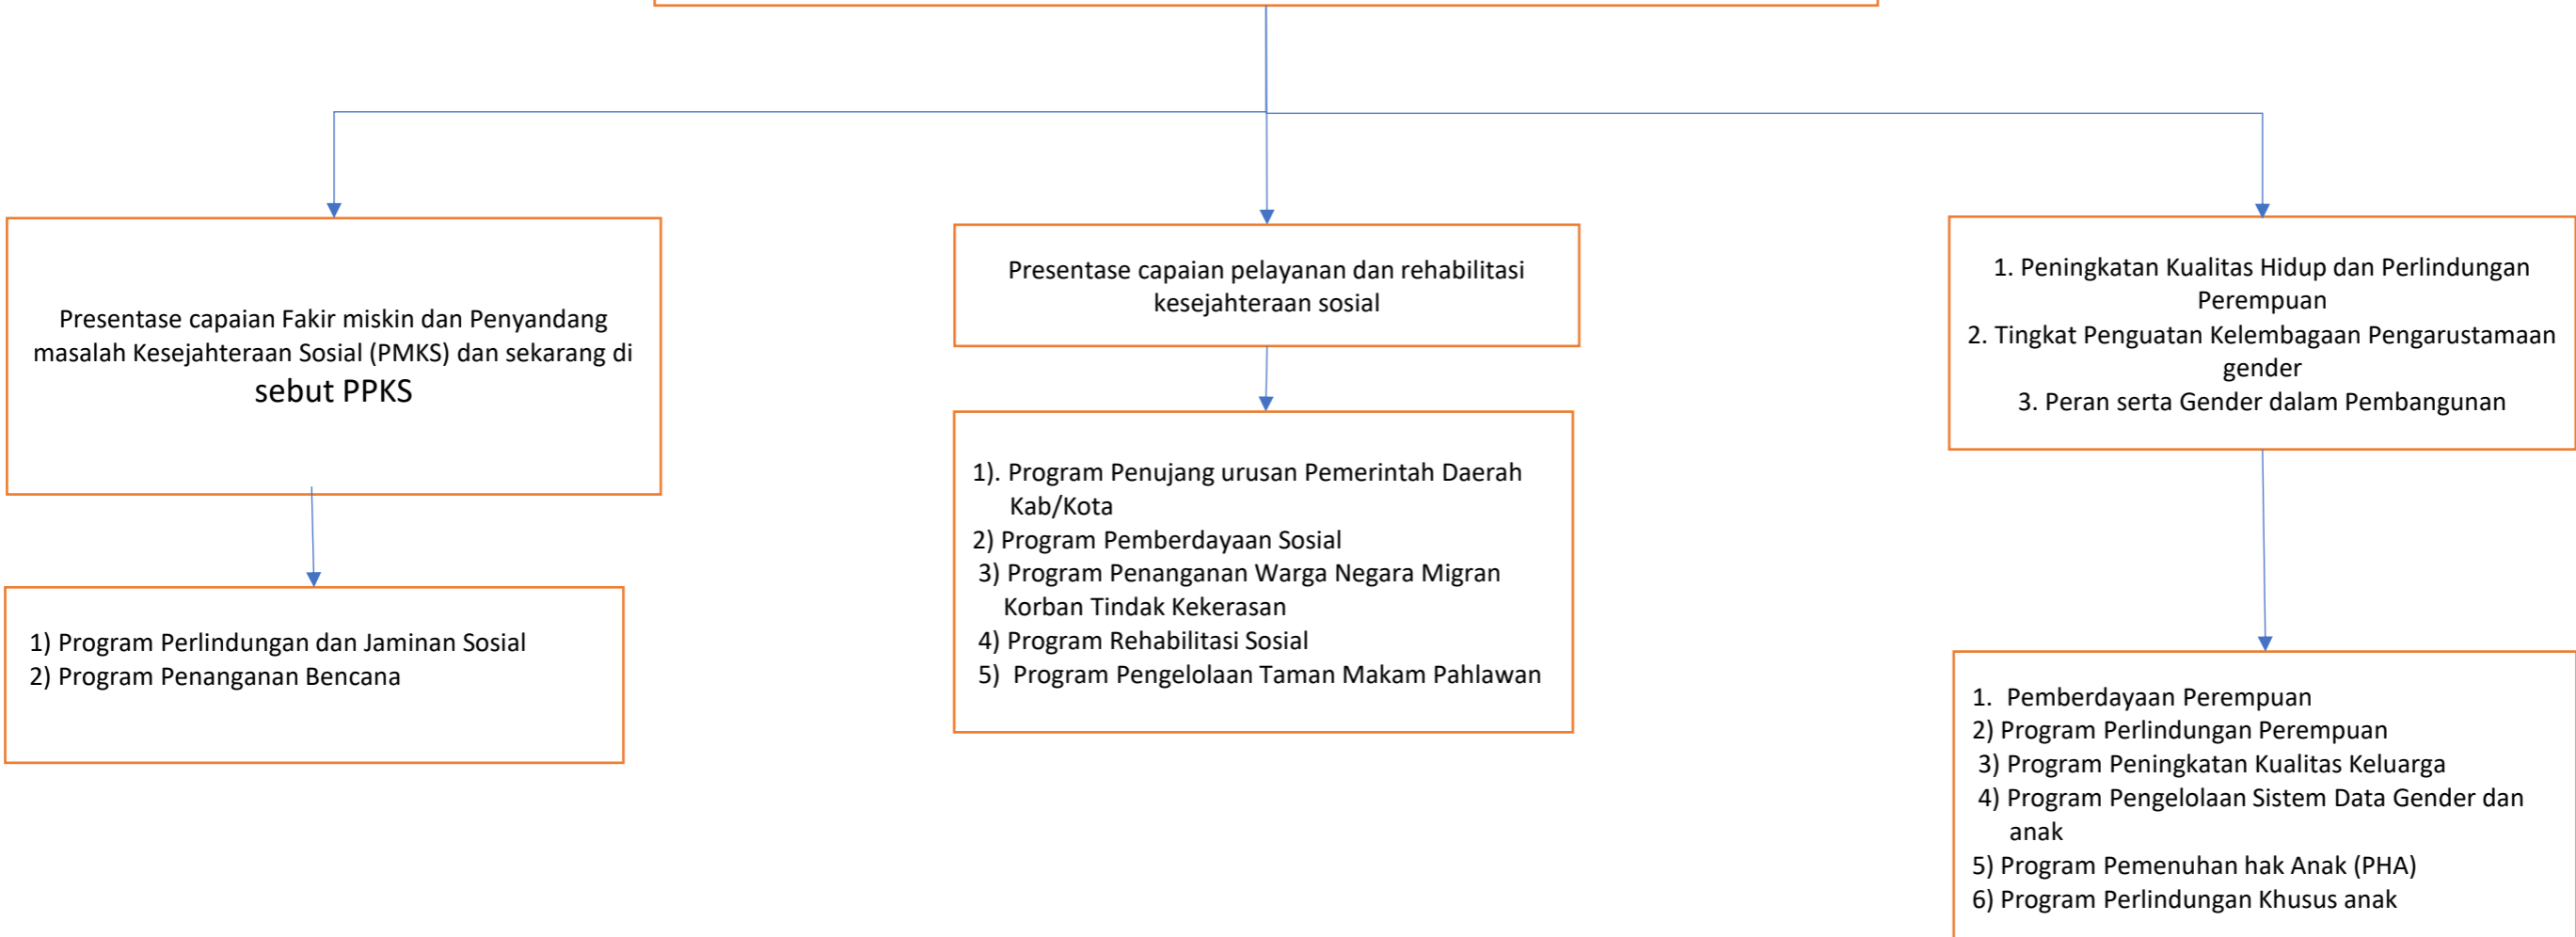 Presentase capaian Fakir miskin dan Penyandang
masalah Kesejahteraan Sosial (PMKS) dan sekarang di
sebut PPKS
1) Program Perlindungan dan Jaminan Sosial
2) Program Penanganan Bencana
Presentase capaian pelayanan dan rehabilitasi
kesejahteraan sosial
1). Program Penujang urusan Pemerintah Daerah
Kab/Kota
2) Program Pemberdayaan Sosial
3) Program Penanganan Warga Negara Migran
Korban Tindak Kekerasan
4) Program Rehabilitasi Sosial
5) Program Pengelolaan Taman Makam Pahlawan
1. Peningkatan Kualitas Hidup dan Perlindungan
Perempuan
2. Tingkat Penguatan Kelembagaan Pengarustamaan
gender
3. Peran serta Gender dalam Pembangunan
1. Pemberdayaan Perempuan
2) Program Perlindungan Perempuan
3) Program Peningkatan Kualitas Keluarga
4) Program Pengelolaan Sistem Data Gender dan
anak
5) Program Pemenuhan hak Anak (PHA)
6) Program Perlindungan Khusus anak